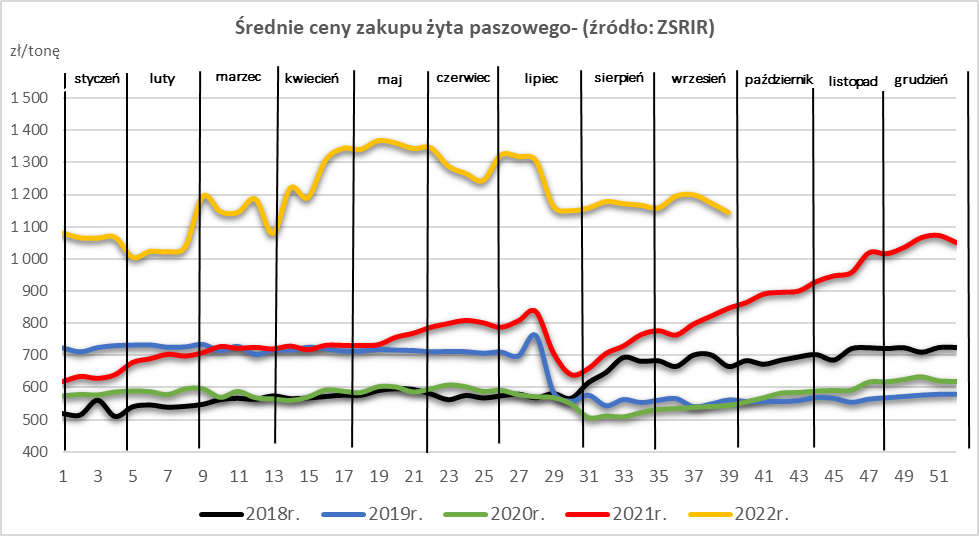 Średnie ceny zakupu żyta paszowego- (źródło: ZSRIR)
zł/tonę
styczeń luty marzec kwiecień maj czerwiec lipiec sierpień wrzesień październik listopad grudzień
1 500
1 400
1 300
1 200
1 100
1 000
900
800
700
600
500
400
1 3 5 7 9 11 13 15 17 19 21 23 25 27 29 31 33 35 37 39 41 43 45 47 49 51
2018r. 2019r. 2020r. 2021r. 2022r.